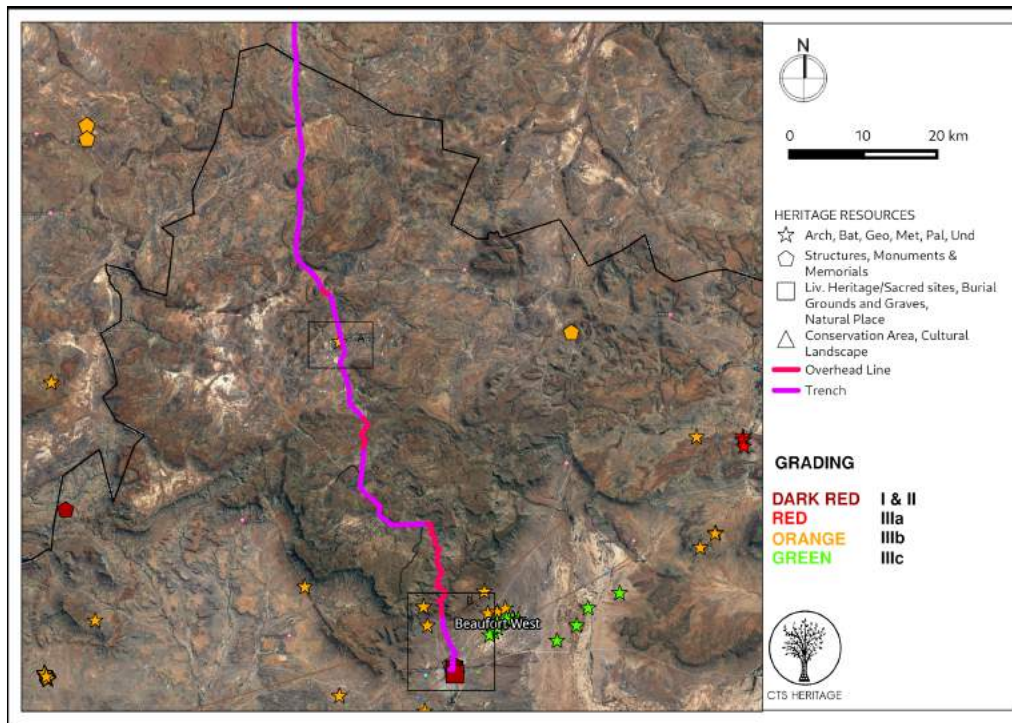 N
0 10 20 km
HERITAGE RESOURCES
Arch, Bat, Geo, Met, Pal, Und
Structures, Monuments &
Memorials
Liv. Heritage/Sacred sites, Burial
Grounds and Graves,
Natural Place
Conservation Area, Cultural
Landscape
Overhead Line
Trench
GRADING
DARK RED I & II
RED IIIa
ORANGE IIIb
GREEN IIIc
CTS HERITAGE
A
B
Beaufort West